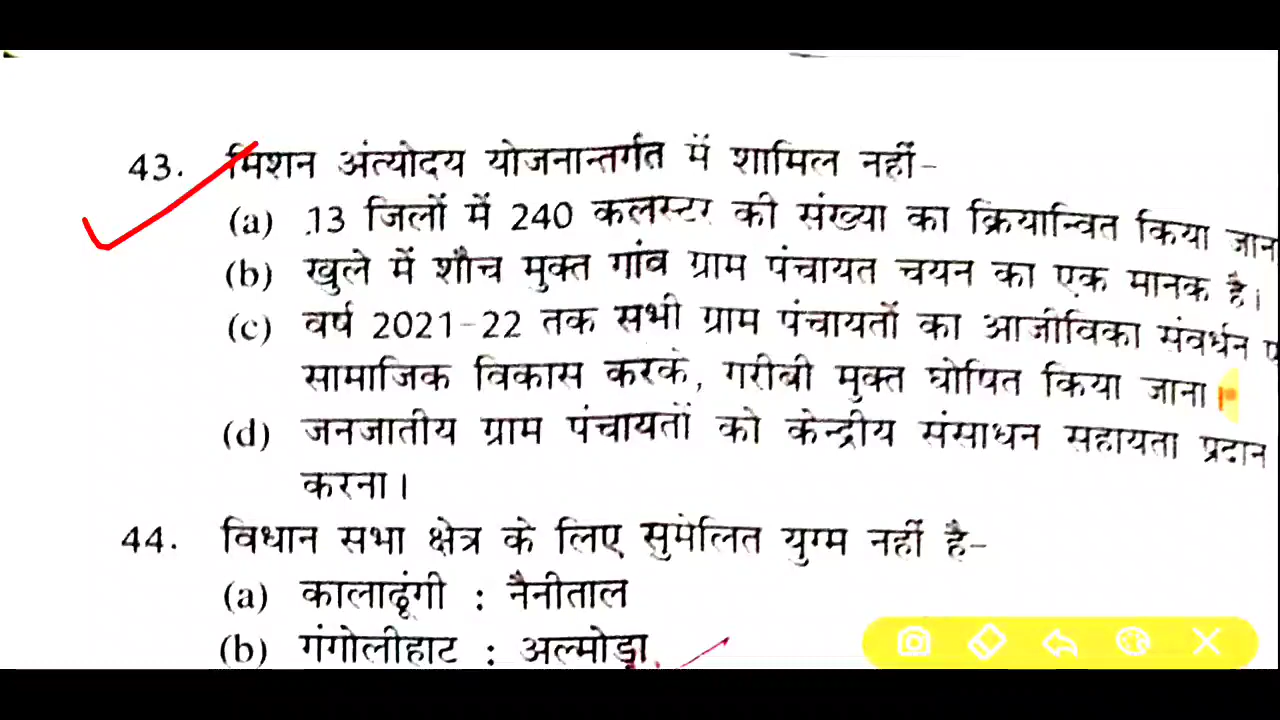 43. मिशन अंत्योदय योजनान्तर्गत में शामिल नहीं-
(a) 13 जिलों में 240 कलस्टर की संख्या का क्रियान्वित किया जान
(b) खुले में शौच मुक्त गांव ग्राम पंचायत चयन का एक मानक है।
(c) वर्ष 2021-22 तक सभी ग्राम पंचायतों का आजीविका संवर्धन
सामाजिक विकास करके, गरीबी मुक्त घोषित किया जाना
(d) जनजातीय ग्राम पंचायतों को केन्द्रीय संसाधन सहायता प्रदान
करना।
44. विधान सभा क्षेत्र के लिए सुमेलित युग्म नहीं है-
(a) कालाढूंगी : नैनीताल
(b) गंगोलीहाट : अल्मोड़ा